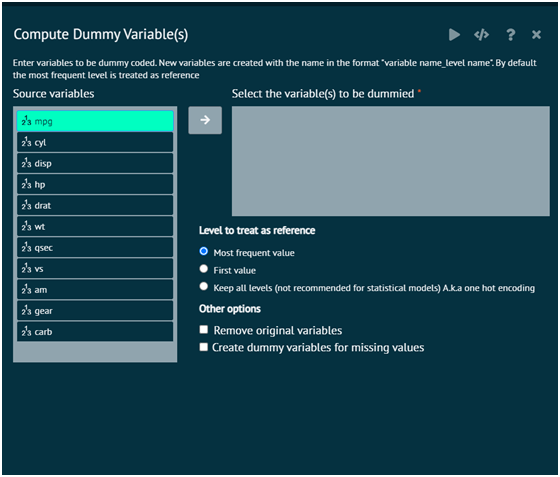 Compute Dummy Variable(s)
</> ? ×
Enter variables to be dummy coded. New variables are created with the name in the format "variable name_level name". By default
the most frequent level is treated as reference
Source variables
Select the variable(s) to be dummied *
mpg
cyl
disp
hp
drat
wt
qsec
vs
am
gear
carb
Level to treat as reference
Most frequent value
First value
Keep all levels (not recommended for statistical models) A.k.a one hot encoding
Other options
Remove original variables
Create dummy variables for missing values